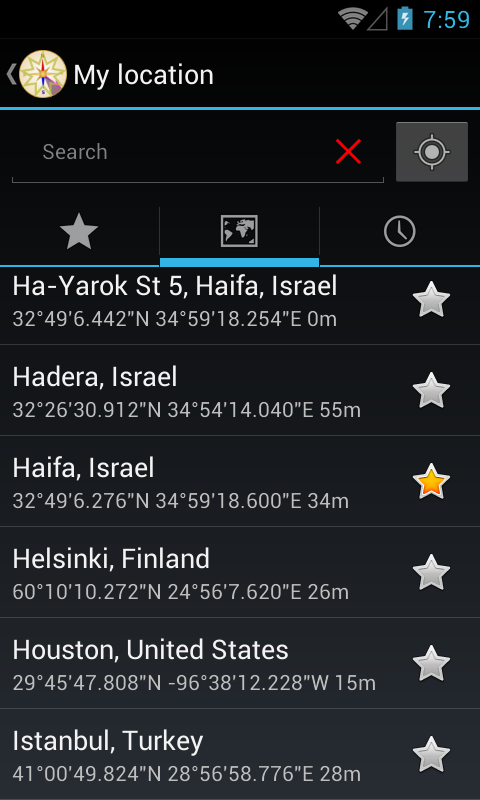 7:59
My location
Search
Ha-Yarok St 5, Haifa, Israel
32°49'6.442"N 34°59'18.254"E 0m
Hadera, Israel
32°26'30.912"N 34°54'14.040"E 55m
Haifa, Israel
32°49'6.276"N 34°59'18.600"E 34m
Helsinki, Finland
60°10'10.272"N 24°56'7.620"E 26m
Houston, United States
29°45'47.808"N -96°38'12.228"W 15m
Istanbul, Turkey
41°00'49.824"N 28°56'58.776"E 28m